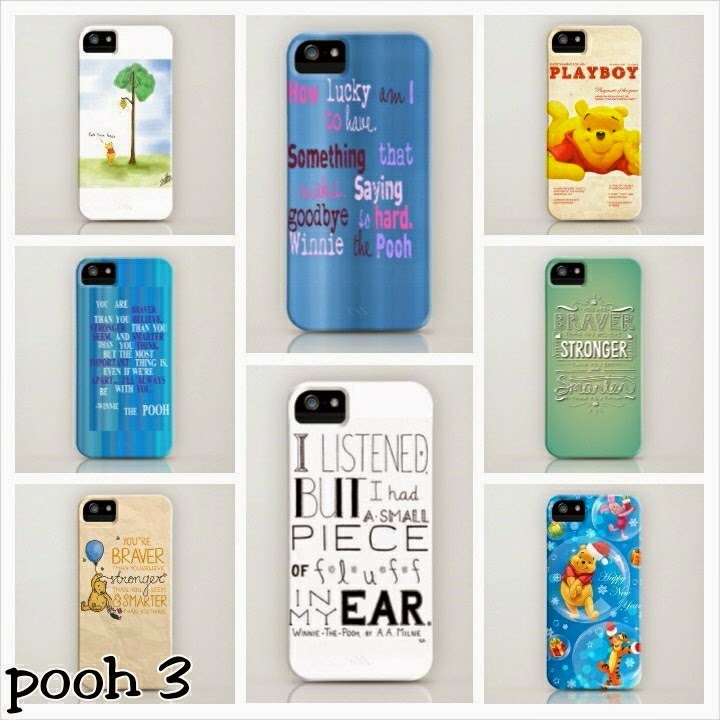 How lucky am I
to have.
Something that
makes. Saying
goodbye so hard.
Winnie the Pooh
PLAYBOY
YOU ARE
BRAVER
THAN YOU BELIEVE,
STRONGER THAN YOU
SEEM, AND SMARTER
THAN YOU THINK.
BUT THE MOST
IMPORTANT THING IS,
EVEN IF WE'RE
APART... I'LL ALWAYS
BE WITH YOU.
-WINNIE THE POOH
BRAVER
STRONGER
Smarter
I LISTENED,
BUT I had
A SMALL
PIECE
OF f•l•u•f•f
IN
MY EAR.
WINNIE-THE-POOH, BY A.A. MILNE
YOU'RE
BRAVER
THAN YOU BELIEVE
stronger
THAN YOU SEEM
& SMARTER
THAN YOU THINK
Happy
New
Year
pooh 3